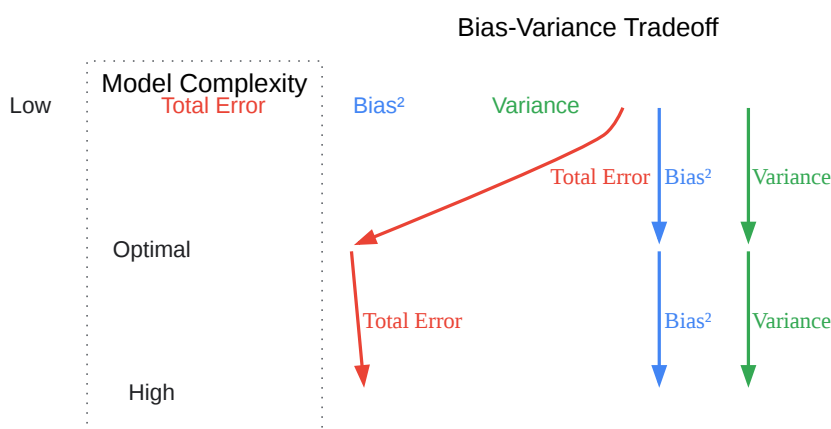 Bias-Variance Tradeoff
Model Complexity
Low
Total Error
Bias²
Variance
Total Error
Bias²
Variance
Optimal
Total Error
Bias²
Variance
High